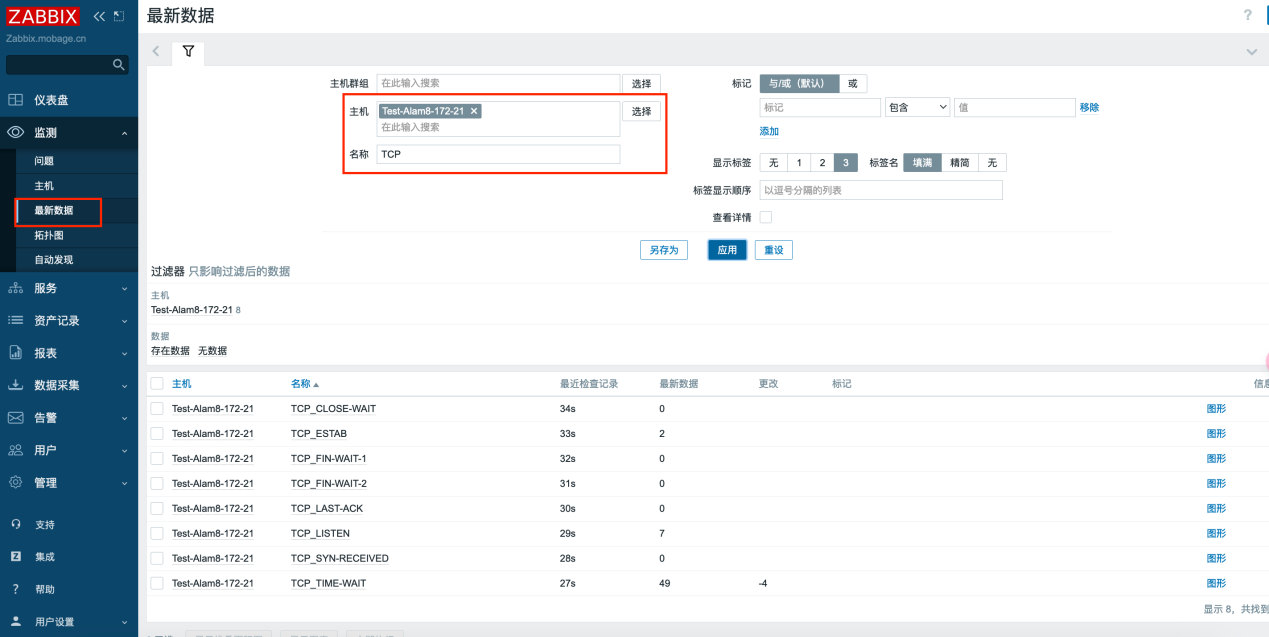 ZABBIX
最新数据
?
Zabbix.mobage.cn
仪表盘
监测
问题
主机
最新数据
拓扑图
自动发现
服务
资产记录
报表
数据采集
告警
用户
管理
支持
Z 集成
? 帮助
用户设置
主机群组 在此输入搜索 选择
主机 Test-Alam8-172-21 × 选择
在此输入搜索
名称 TCP
标记 与/或（默认） 或
标记 包含 值 移除
添加
显示标签 无 1 2 3 标签名 填满 精简 无
标签显示顺序 以逗号分隔的列表
查看详情
另存为 应用 重设
过滤器 只影响过滤后的数据
主机
Test-Alam8-172-21 8
数据
存在数据 无数据
主机 名称 最近检查记录 最新数据 更改 标记 信息
Test-Alam8-172-21 TCP_CLOSE-WAIT 34s 0 图形
Test-Alam8-172-21 TCP_ESTAB 33s 2 图形
Test-Alam8-172-21 TCP_FIN-WAIT-1 32s 0 图形
Test-Alam8-172-21 TCP_FIN-WAIT-2 31s 0 图形
Test-Alam8-172-21 TCP_LAST-ACK 30s 0 图形
Test-Alam8-172-21 TCP_LISTEN 29s 7 图形
Test-Alam8-172-21 TCP_SYN-RECEIVED 28s 0 图形
Test-Alam8-172-21 TCP_TIME-WAIT 27s 49 -4 图形
显示 8，共找到